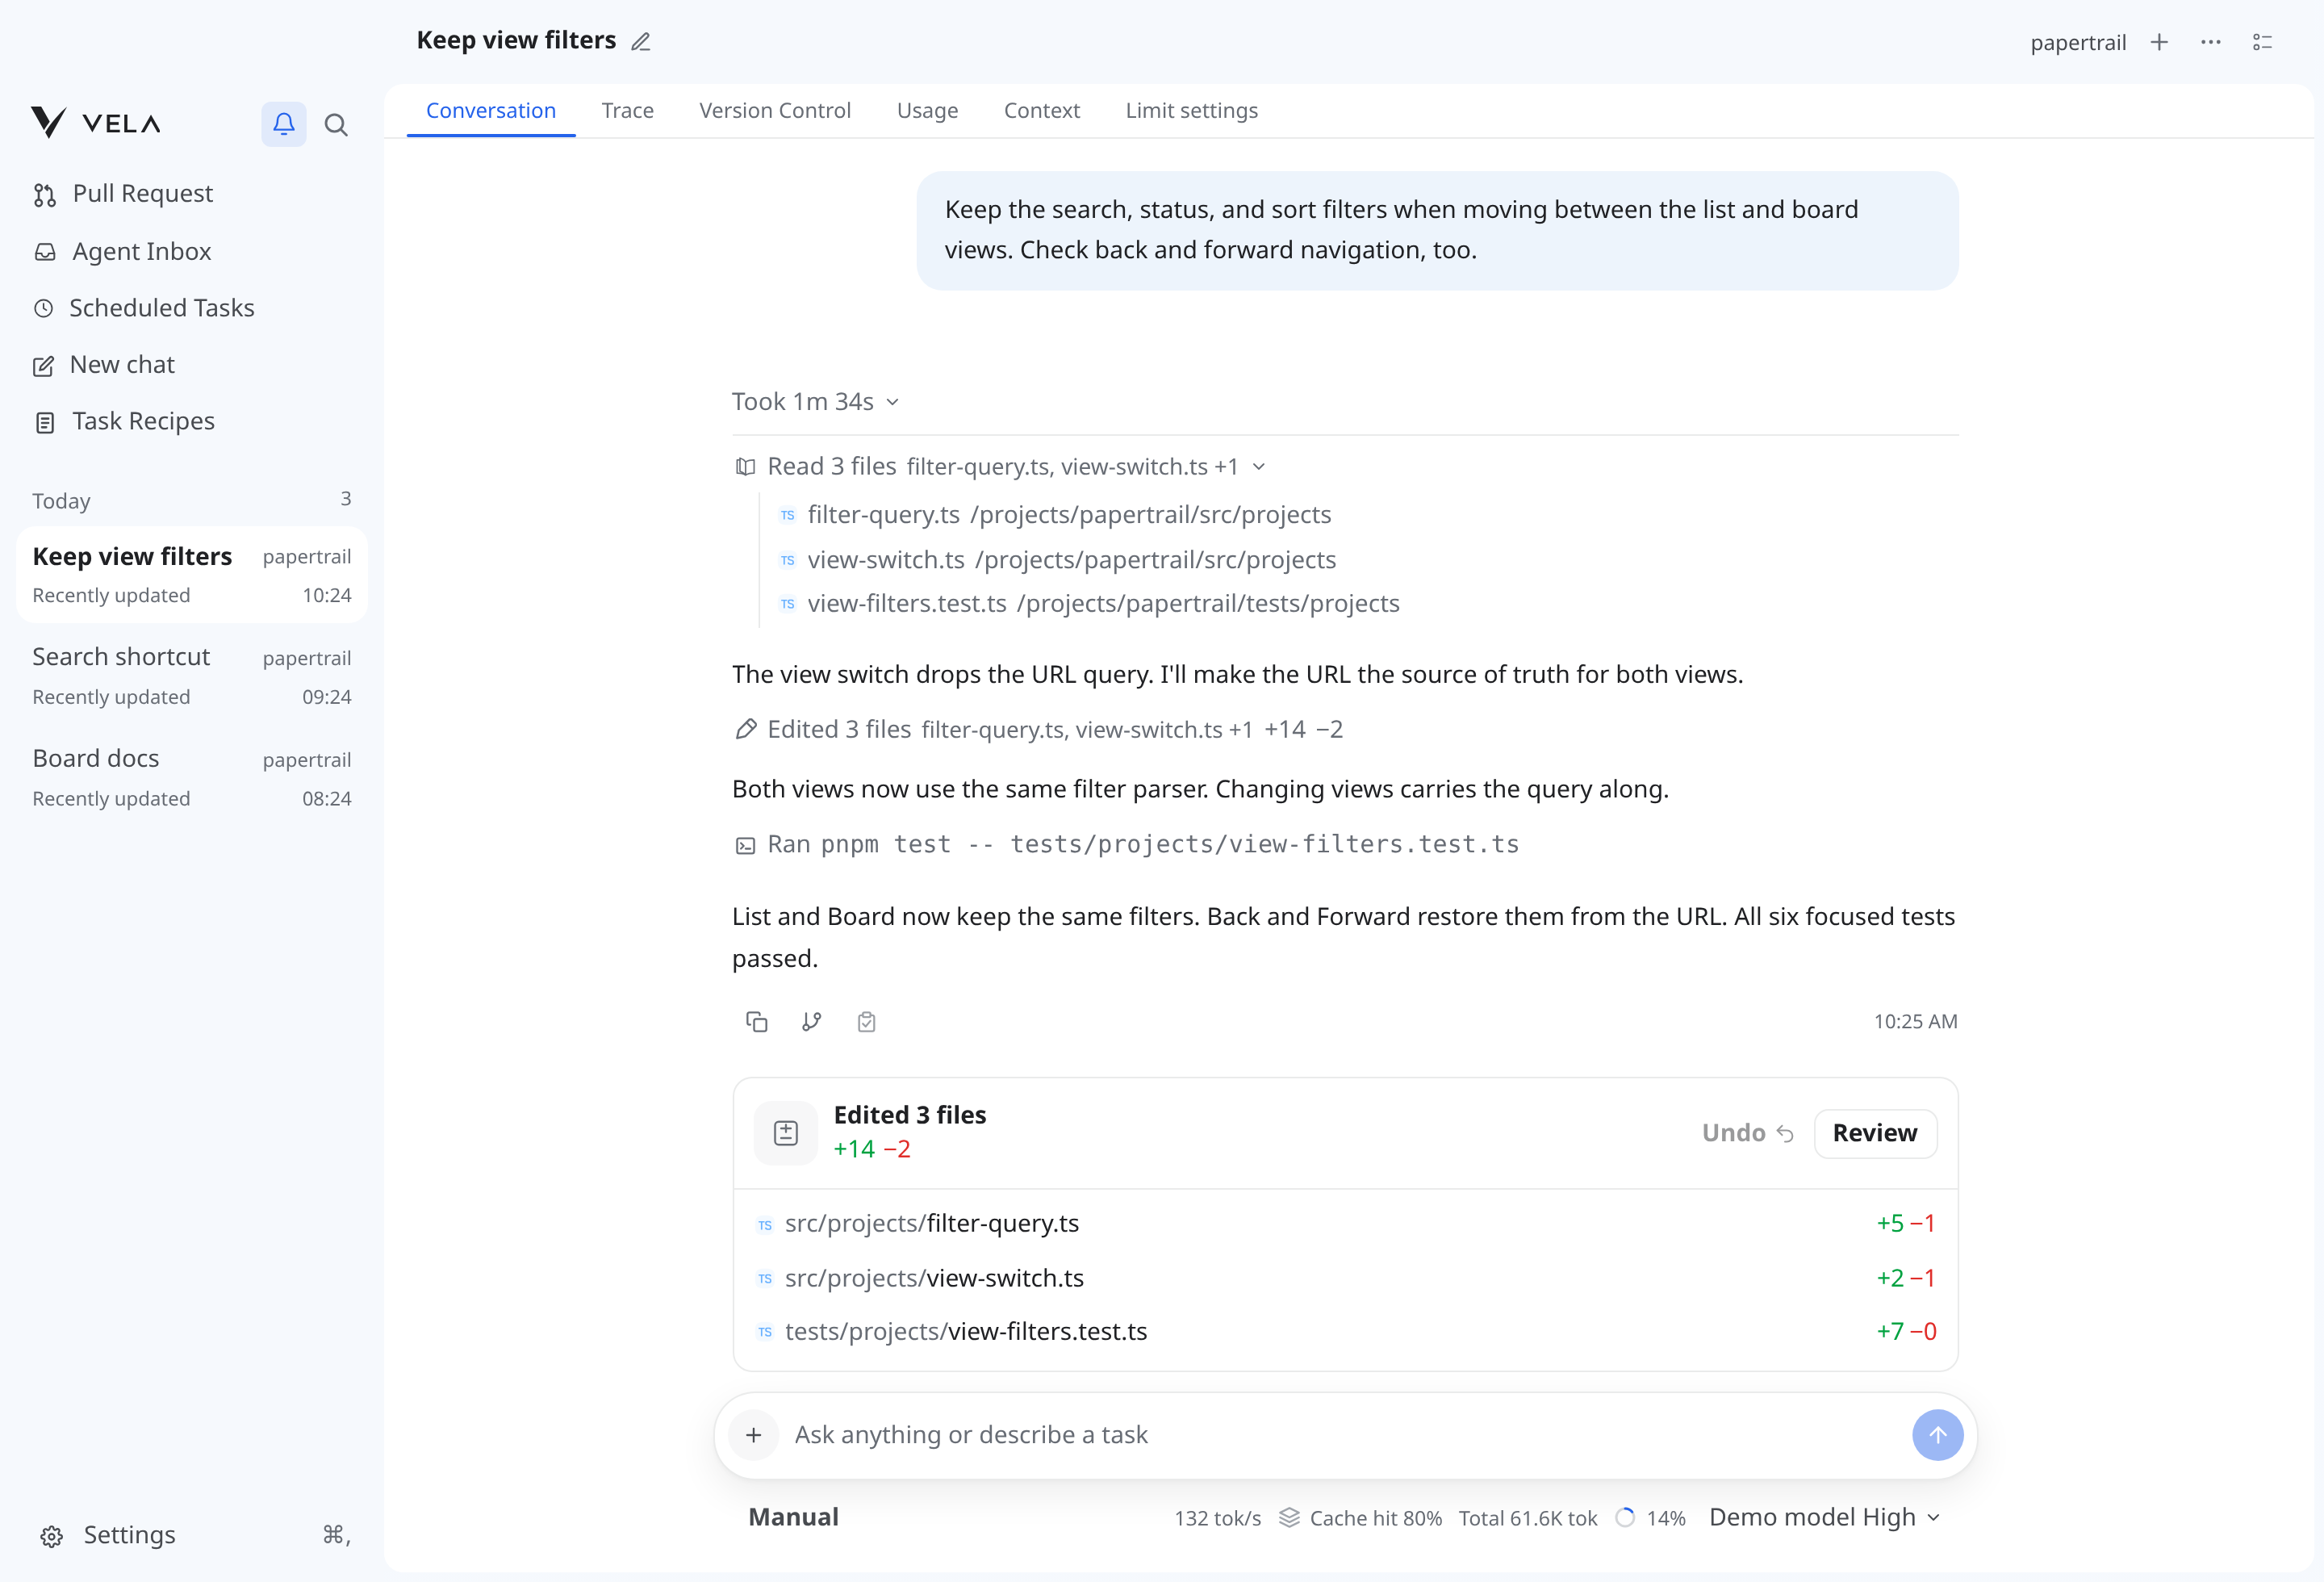 Keep view filters
papertrail
VELA
Pull Request
Agent Inbox
Scheduled Tasks
New chat
Task Recipes
Today 3
Keep view filters papertrail
Recently updated 10:24
Search shortcut papertrail
Recently updated 09:24
Board docs papertrail
Recently updated 08:24
Settings ⌘,
Conversation Trace Version Control Usage Context Limit settings
Keep the search, status, and sort filters when moving between the list and board
views. Check back and forward navigation, too.
Took 1m 34s
Read 3 files filter-query.ts, view-switch.ts +1
TS filter-query.ts /projects/papertrail/src/projects
TS view-switch.ts /projects/papertrail/src/projects
TS view-filters.test.ts /projects/papertrail/tests/projects
The view switch drops the URL query. I'll make the URL the source of truth for both views.
Edited 3 files filter-query.ts, view-switch.ts +1 +14 −2
Both views now use the same filter parser. Changing views carries the query along.
Ran pnpm test -- tests/projects/view-filters.test.ts
List and Board now keep the same filters. Back and Forward restore them from the URL. All six focused tests
passed.
10:25 AM
Edited 3 files
+14 −2
Undo Review
TS src/projects/filter-query.ts +5 −1
TS src/projects/view-switch.ts +2 −1
TS tests/projects/view-filters.test.ts +7 −0
Ask anything or describe a task
Manual 132 tok/s Cache hit 80% Total 61.6K tok 14% Demo model High